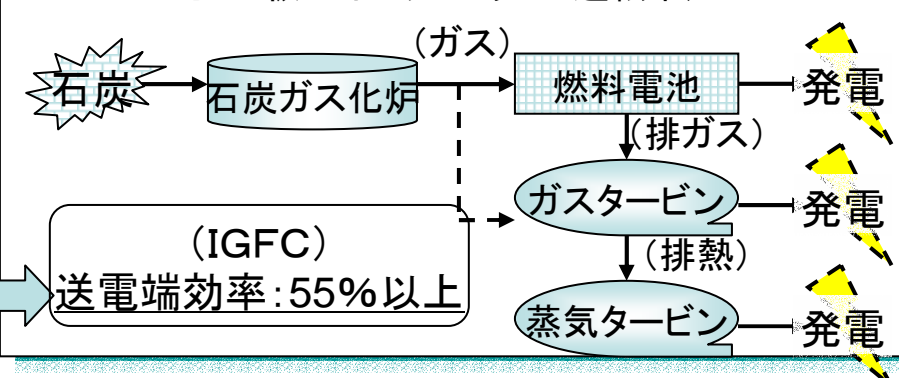 (ガス)
石炭
石炭ガス化炉
燃料電池
発電
(排ガス)
ガスタービン
発電
(IGFC)
(排熱)
送電端効率:55%以上
蒸気タービン
発電